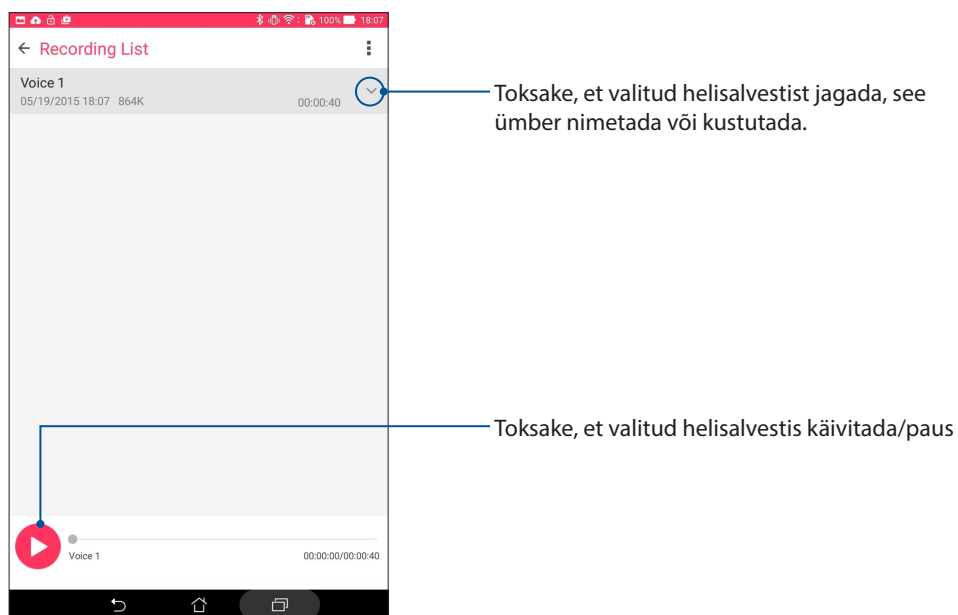 100% 18:07
Recording List
Voice 1
05/19/2015 18:07 864K 00:00:40
Toksake, et valitud helisalvestist jagada, see
ümber nimetada või kustutada.
Toksake, et valitud helisalvestis käivitada/paus
Voice 1 00:00:00/00:00:40